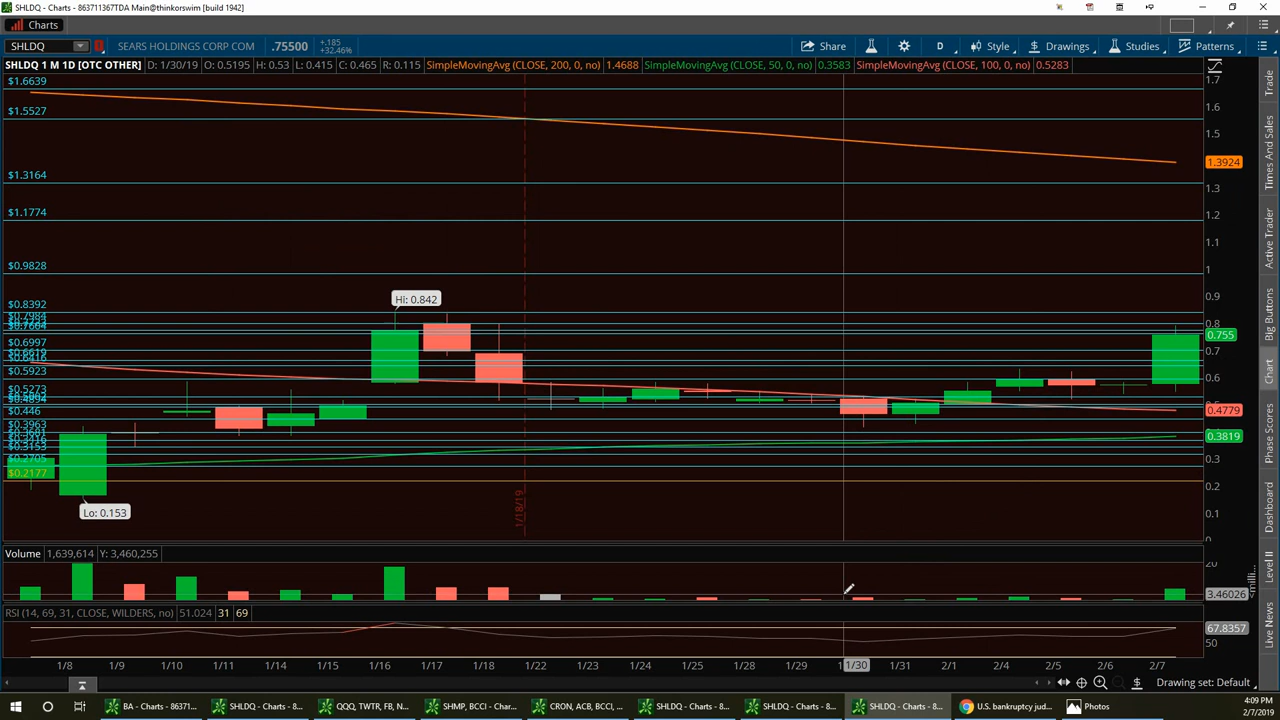 SHLDQ - Charts - 863711367TDA Main@thinkorswim [build 1942]
Charts
SHLDQ SEARS HOLDINGS CORP COM .75500 +.185 +32.46% Share D Style Drawings Studies Patterns
SHLDQ 1 M 1D [OTC OTHER] D: 1/30/19 O: 0.5195 H: 0.53 L: 0.415 C: 0.465 R: 0.115 SimpleMovingAvg (CLOSE, 200, 0, no) 1.4688 SimpleMovingAvg (CLOSE, 50, 0, no) 0.3583 SimpleMovingAvg (CLOSE, 100, 0, no) 0.5283
$1.6639
$1.5527
$1.3164
$1.1774
$0.9828
$0.8392
$0.7984
$0.7604
$0.6997
$0.6619
$0.6416
$0.5923
$0.5273
$0.4894
$0.446
$0.3963
$0.3601
$0.3416
$0.3153
$0.2705
$0.2177
Hi: 0.842
Lo: 0.153
1/18/19
1.7
1.6
1.5
1.3924
1.3
1.2
1.1
1
0.9
0.8
0.755
0.7
0.6
0.4779
0.3819
0.3
0.2
0.1
0
Trade
Times And Sales
Active Trader
Big Buttons
Chart
Phase Scores
Dashboard
Level II
Live News
Volume 1,639,614 Y: 3,460,255
20
3.46026
RSI (14, 69, 31, CLOSE, WILDERS, no) 51.024 31 69
67.8357
50
1/8 1/9 1/10 1/11 1/14 1/15 1/16 1/17 1/18 1/22 1/23 1/24 1/25 1/28 1/29 1/30 1/31 2/1 2/4 2/5 2/6 2/7
Drawing set: Default
BA - Charts - 86371... SHLDQ - Charts - 8... QQQ, TWTR, FB, N... SHMP, BCCI - Char... CRON, ACB, BCCI, ... SHLDQ - Charts - 8... SHLDQ - Charts - 8... SHLDQ - Charts - 8... U.S. bankruptcy jud... Photos
4:09 PM
2/7/2019